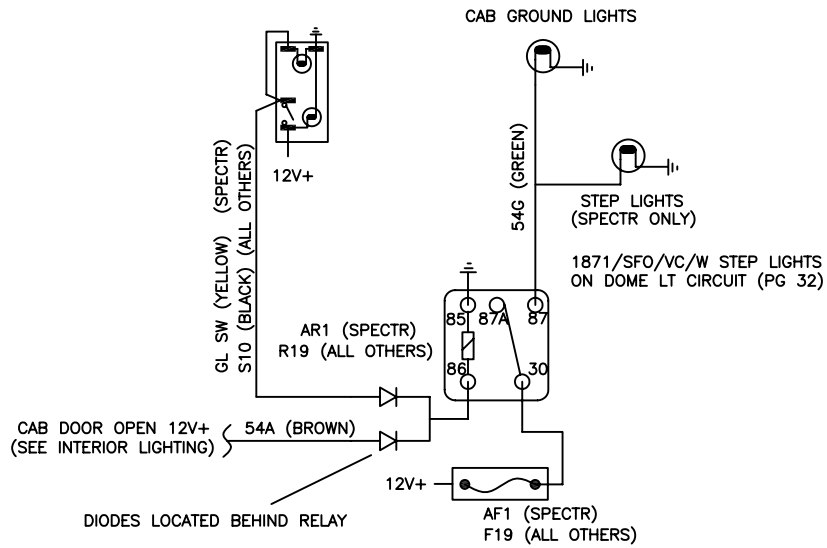 CAB GROUND LIGHTS
12V+
GL SW (YELLOW) (SPECTR)
S10 (BLACK) (ALL OTHERS)
54G (GREEN)
STEP LIGHTS
(SPECTR ONLY)
1871/SFO/VC/W STEP LIGHTS
ON DOME LT CIRCUIT (PG 32)
AR1 (SPECTR)
R19 (ALL OTHERS)
85 87A 87
86 30
CAB DOOR OPEN 12V+
(SEE INTERIOR LIGHTING)
54A (BROWN)
12V+
DIODES LOCATED BEHIND RELAY
AF1 (SPECTR)
F19 (ALL OTHERS)